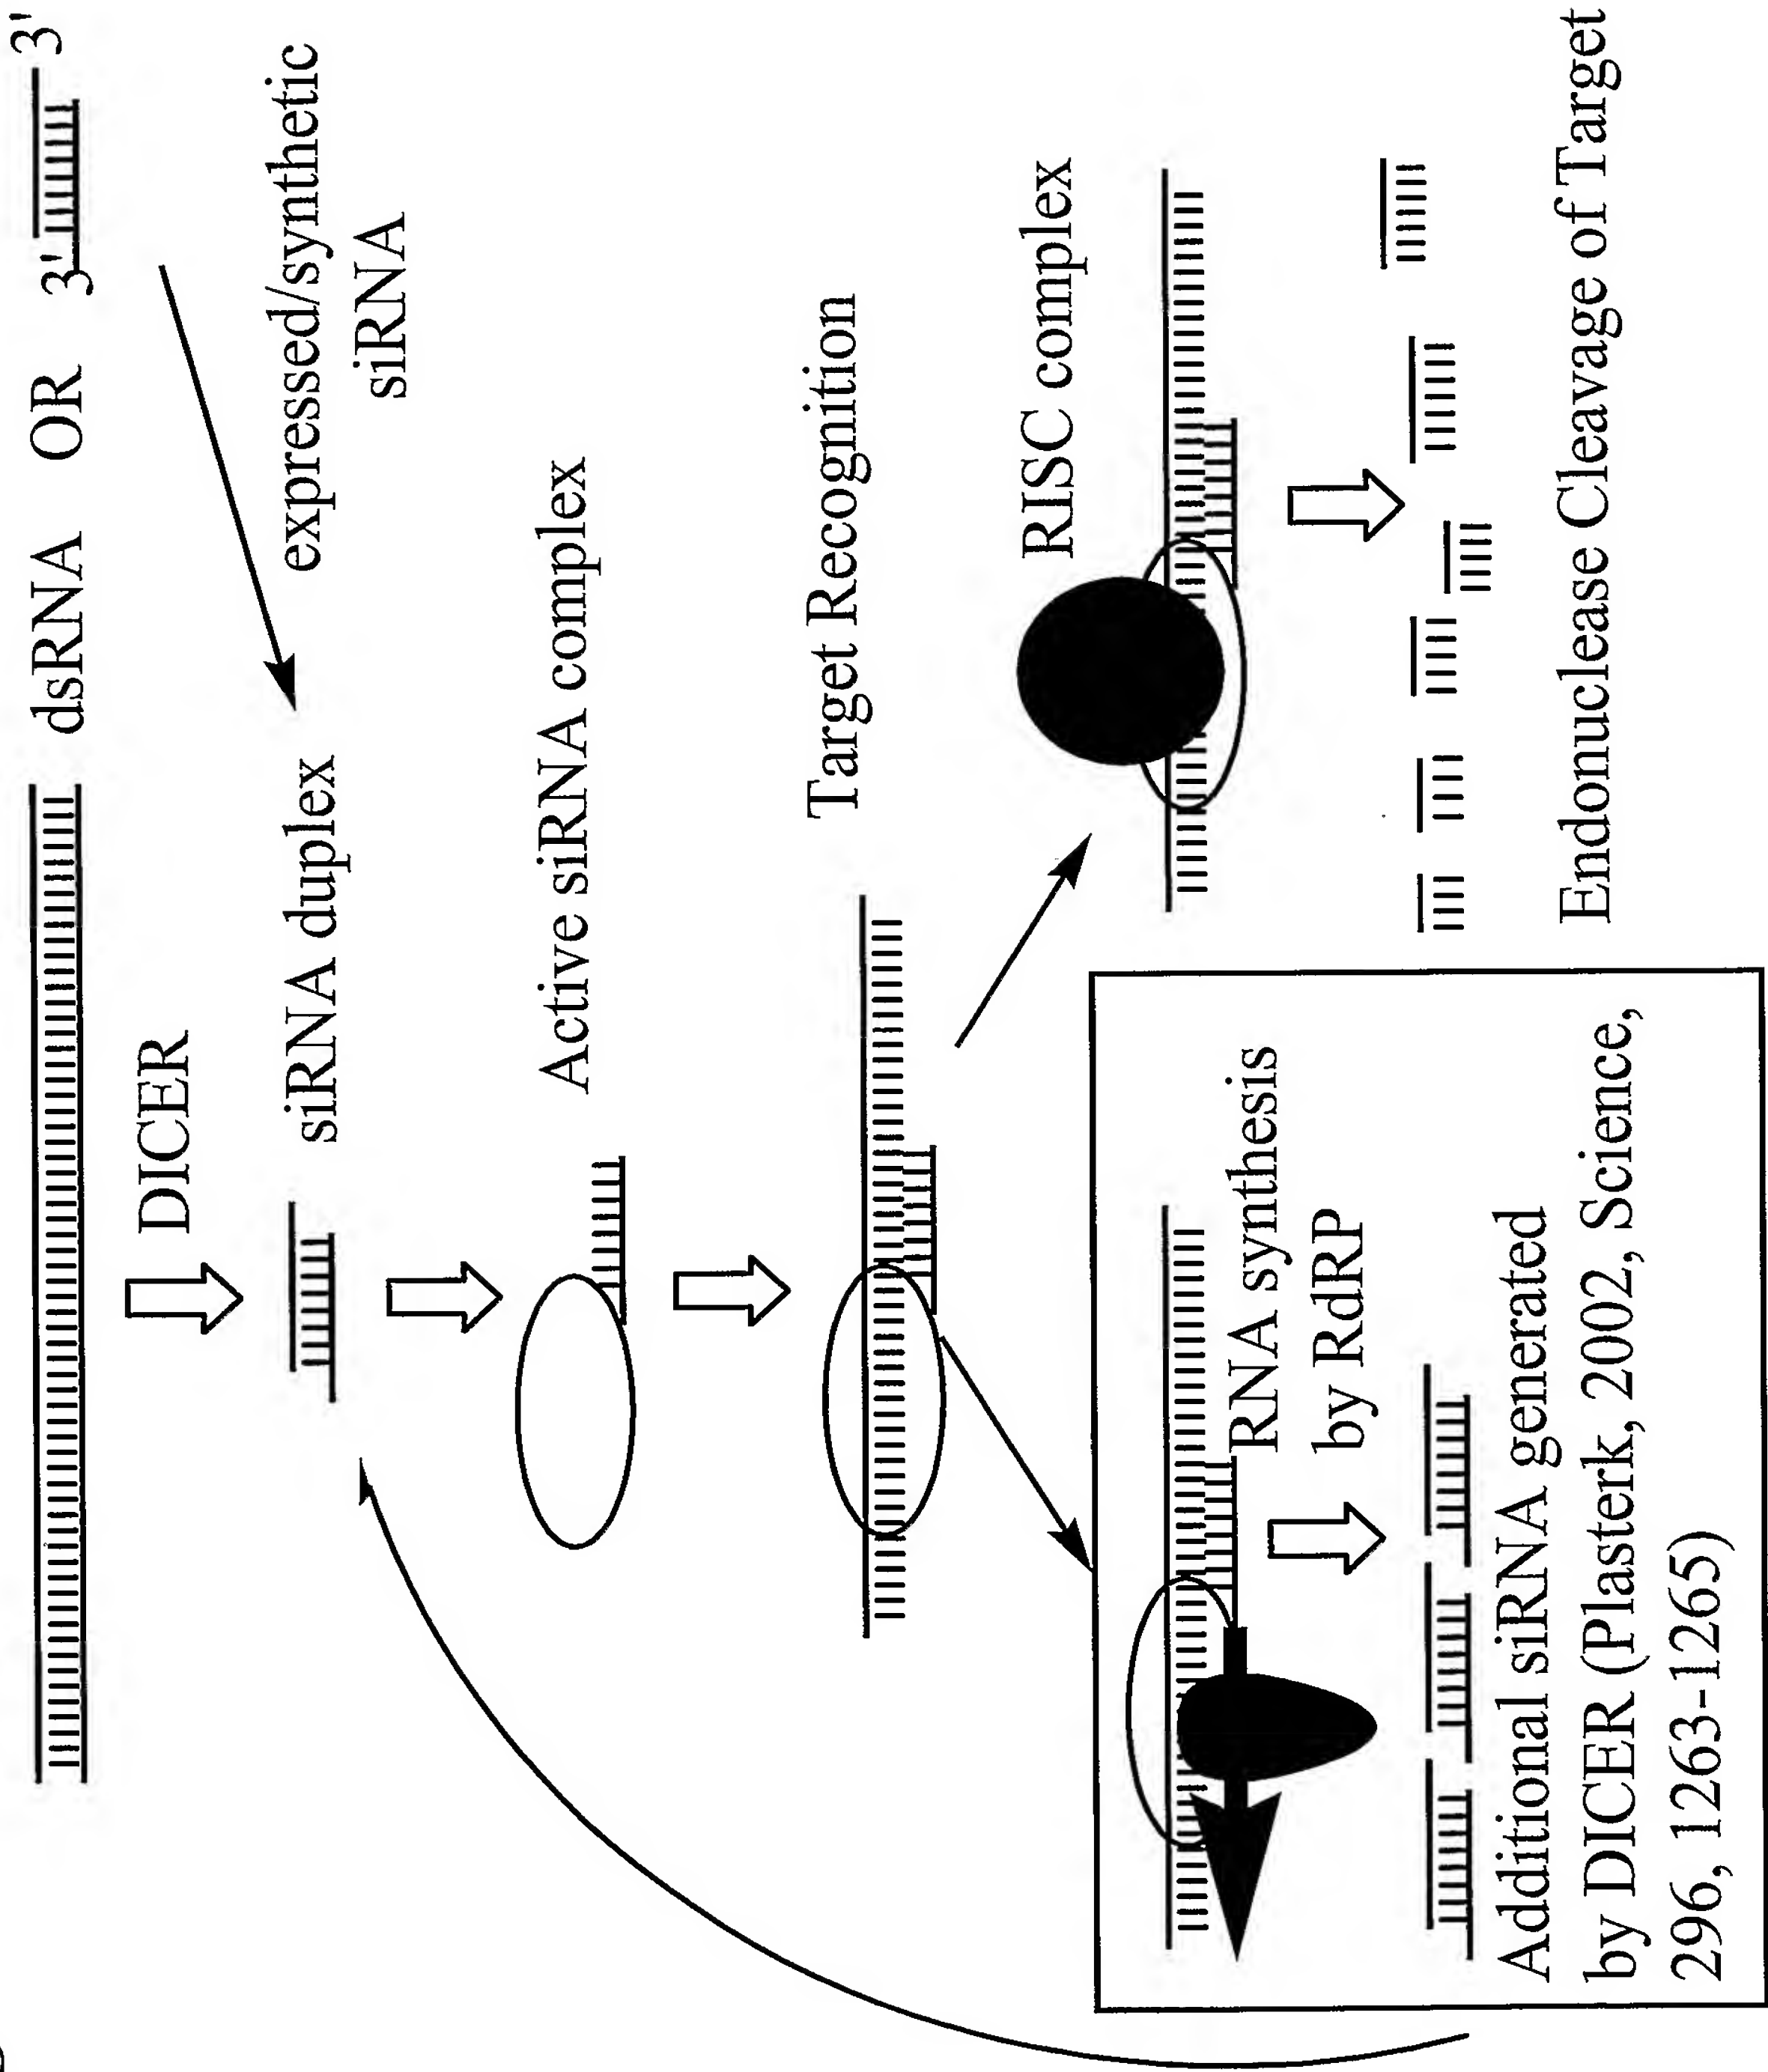 dsRNA OR 3' 3'
DICER
siRNA duplex
expressed/synthetic
siRNA
Active siRNA complex
Target Recognition
RISC complex
RNA synthesis
by RdRP
Additional siRNA generated
by DICER (Plasterk, 2002, Science,
296, 1263-1265)
Endonuclease Cleavage of Target